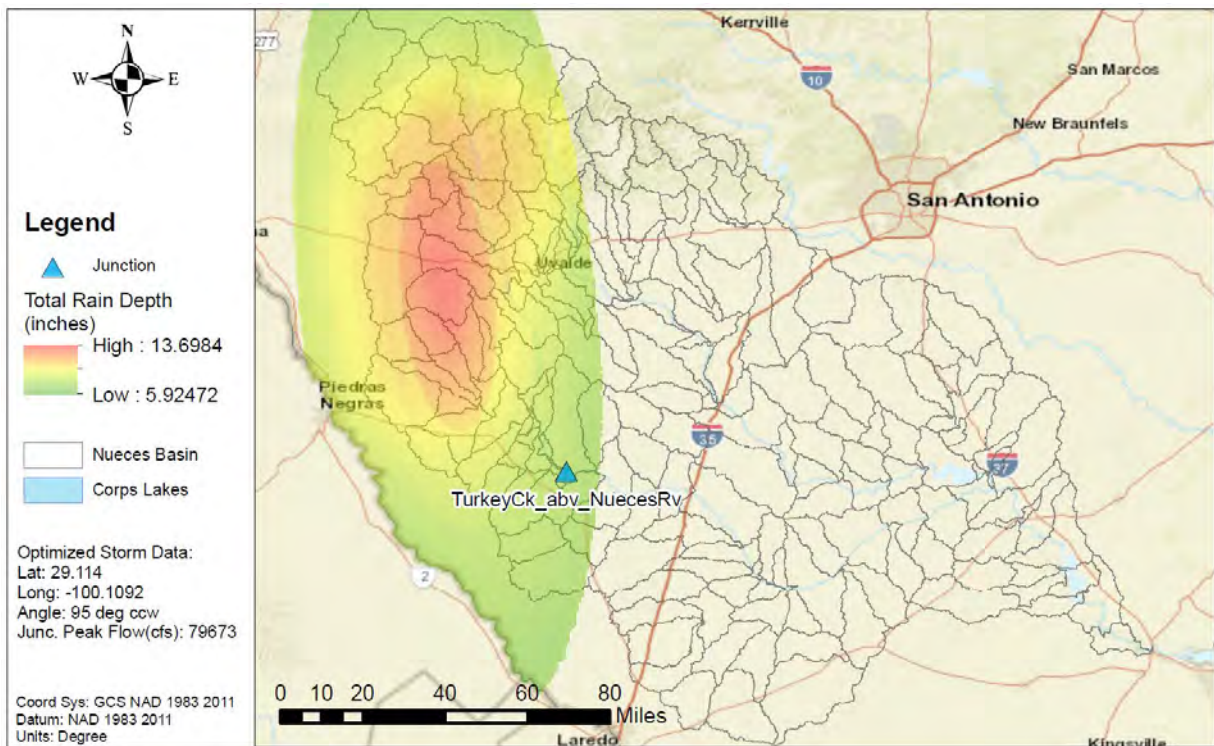 N
W
E
S
Legend
Junction
Total Rain Depth
(inches)
High : 13.6984
Low : 5.92472
Nueces Basin
Corps Lakes
Optimized Storm Data:
Lat: 29.114
Long: -100.1092
Angle: 95 deg ccw
Junc. Peak Flow(cfs): 79673
Coord Sys: GCS NAD 1983 2011
Datum: NAD 1983 2011
Units: Degree
277
Kerrville
10
San Marcos
New Braunfels
San Antonio
na
Uvalde
Piedras
Negras
35
37
TurkeyCk_abv_NuecesRv
2
0 10 20 40 60 80
Miles
Laredo
Kingsville